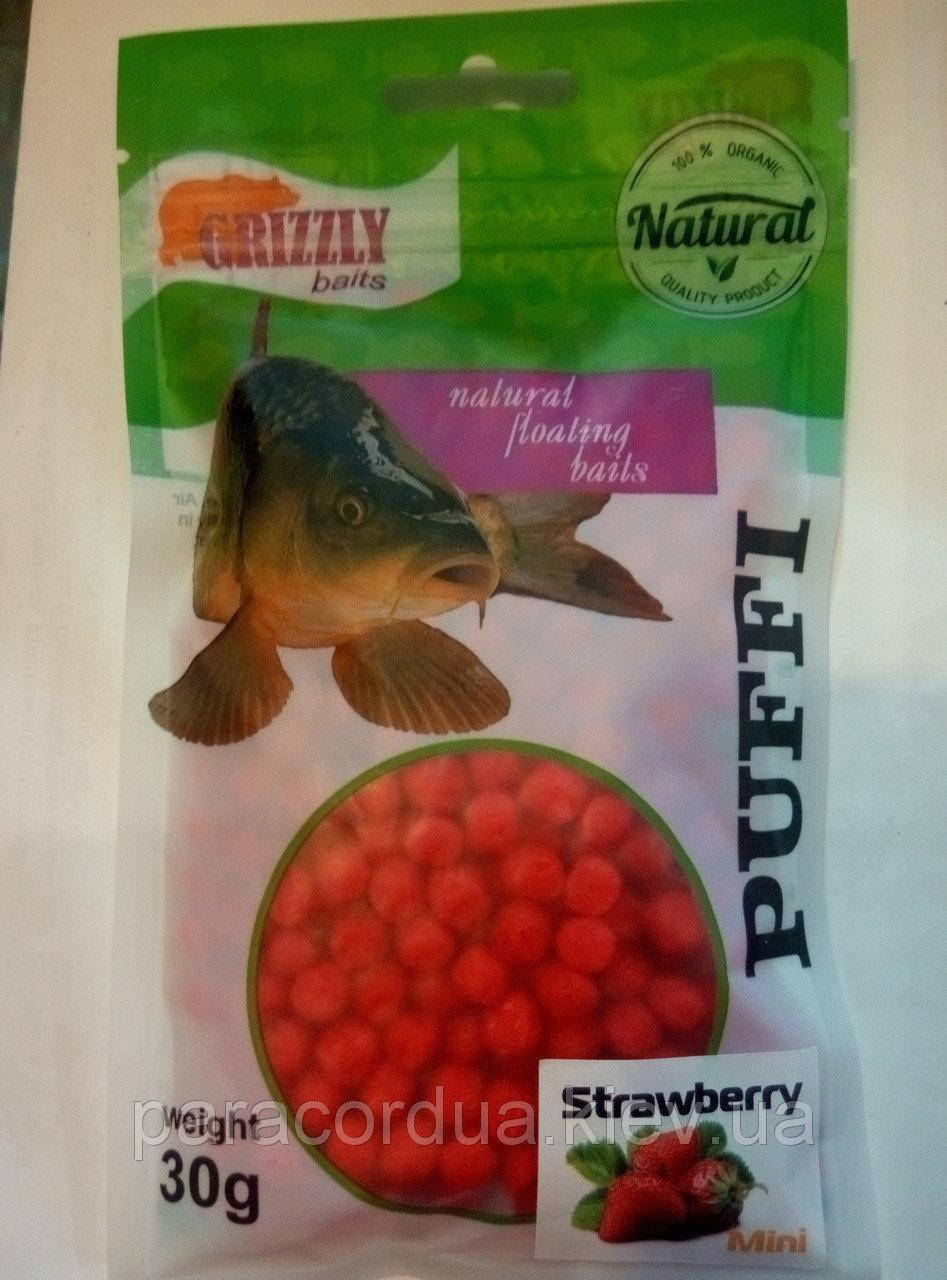 100 % ORGANIC
Natural
QUALITY PRODUCT
GRIZZLY
baits
natural
floating
baits
PUFFI
Strawberry
Mini
Weight
30g
paracordua.kiev.ua